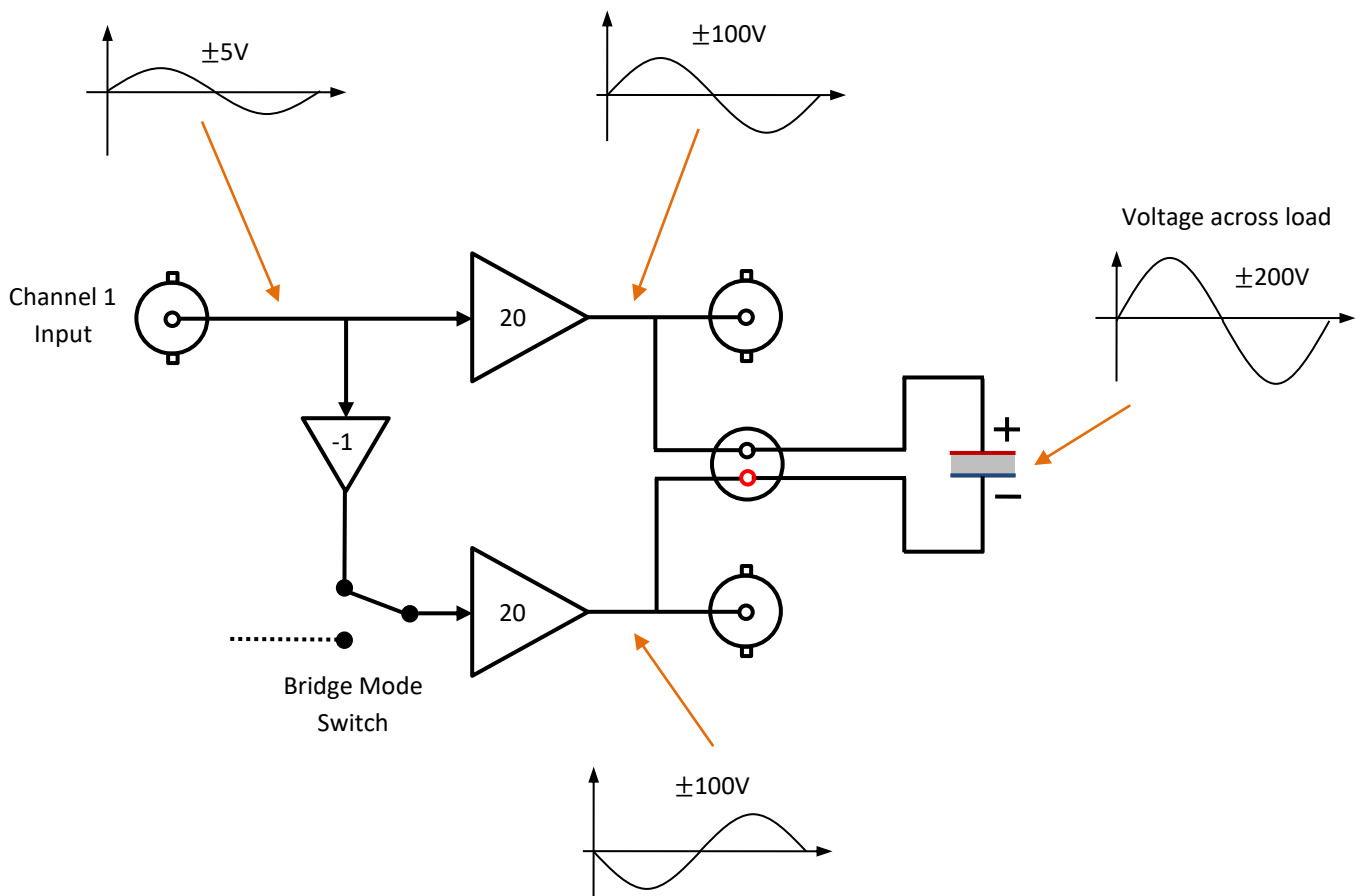 ±5V
±100V
Voltage across load
±200V
Channel 1
Input
20
-1
+
−
20
Bridge Mode
Switch
±100V